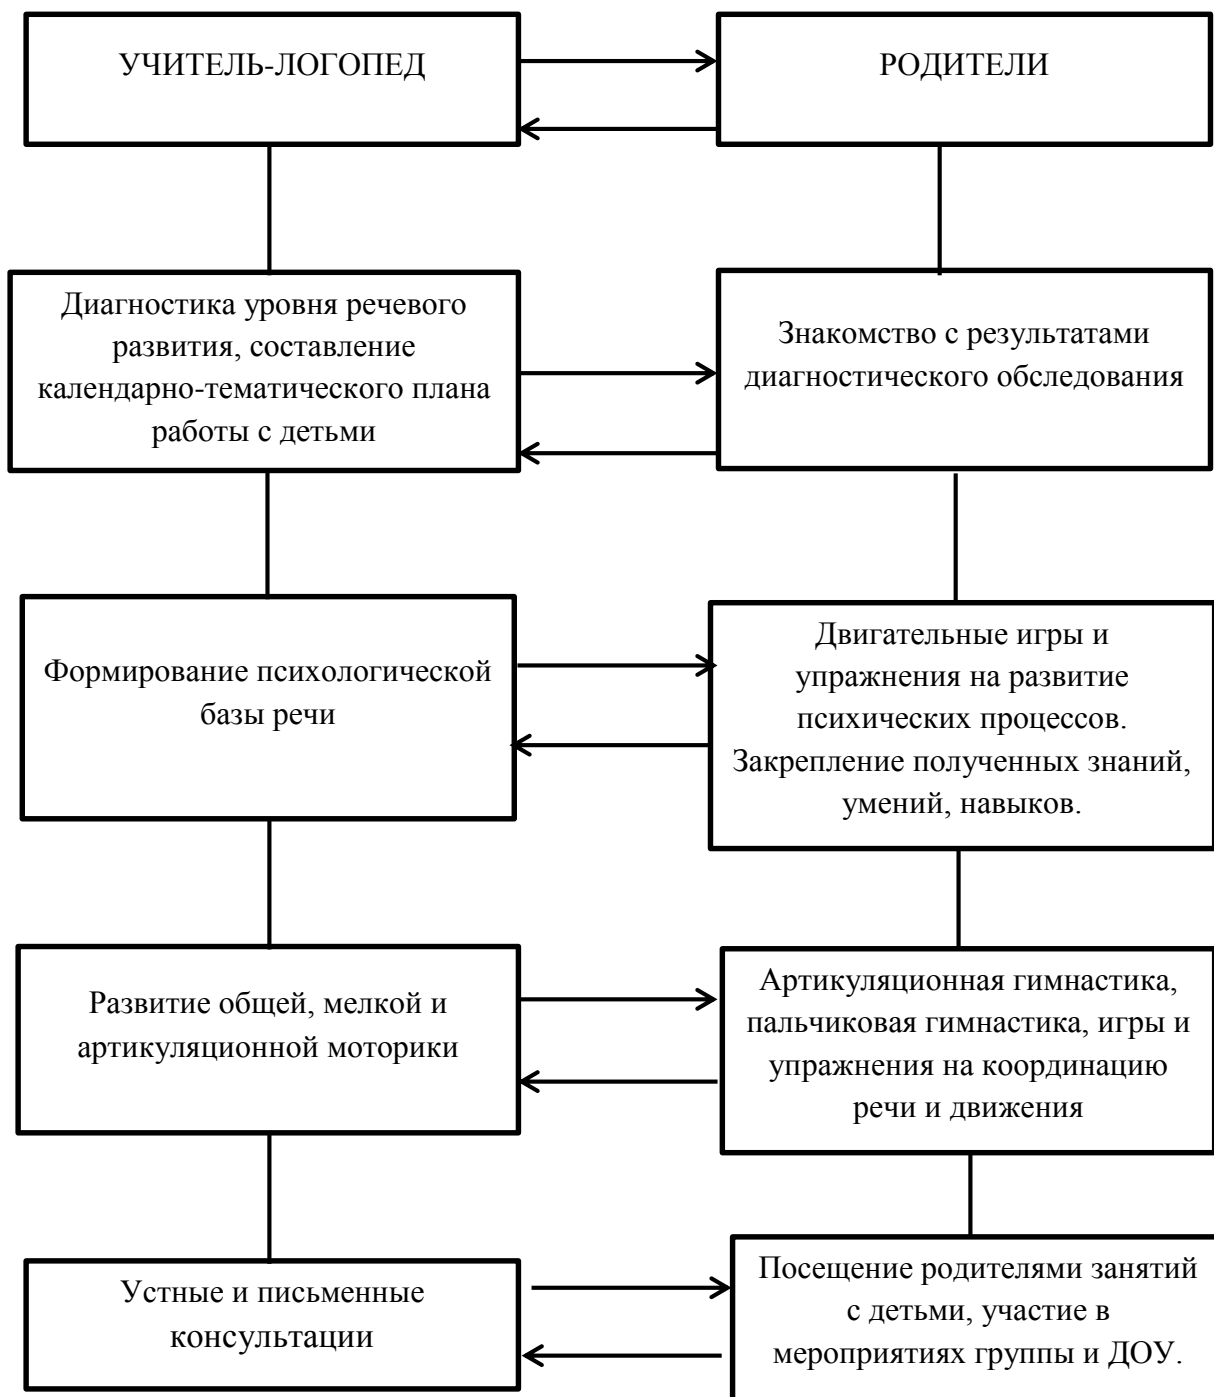 УЧИТЕЛЬ-ЛОГОПЕД
РОДИТЕЛИ
Диагностика уровня речевого
развития, составление
календарно-тематического плана
работы с детьми
Знакомство с результатами
диагностического обследования
Формирование психологической
базы речи
Двигательные игры и
упражнения на развитие
психических процессов.
Закрепление полученных знаний,
умений, навыков.
Развитие общей, мелкой и
артикуляционной моторики
Артикуляционная гимнастика,
пальчиковая гимнастика, игры и
упражнения на координацию
речи и движения
Устные и письменные
консультации
Посещение родителями занятий
с детьми, участие в
мероприятиях группы и ДОУ.